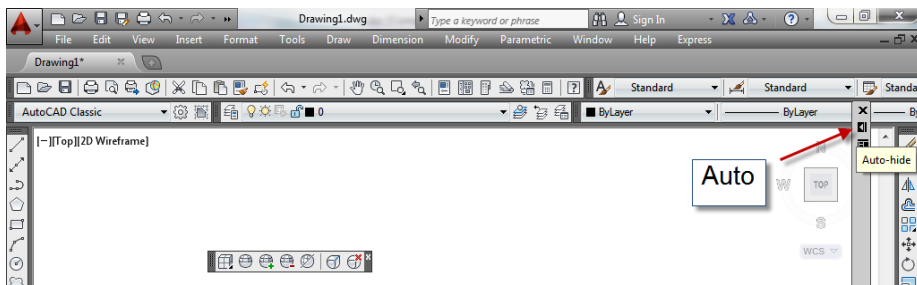 Drawing1.dwg Type a keyword or phrase Sign In
File Edit View Insert Format Tools Draw Dimension Modify Parametric Window Help Express
Drawing1*
Standard Standard Standa
AutoCAD Classic 0 ByLayer ByLayer B
[−][Top][2D Wireframe]
N
Auto-hide
Auto
W TOP
S
WCS